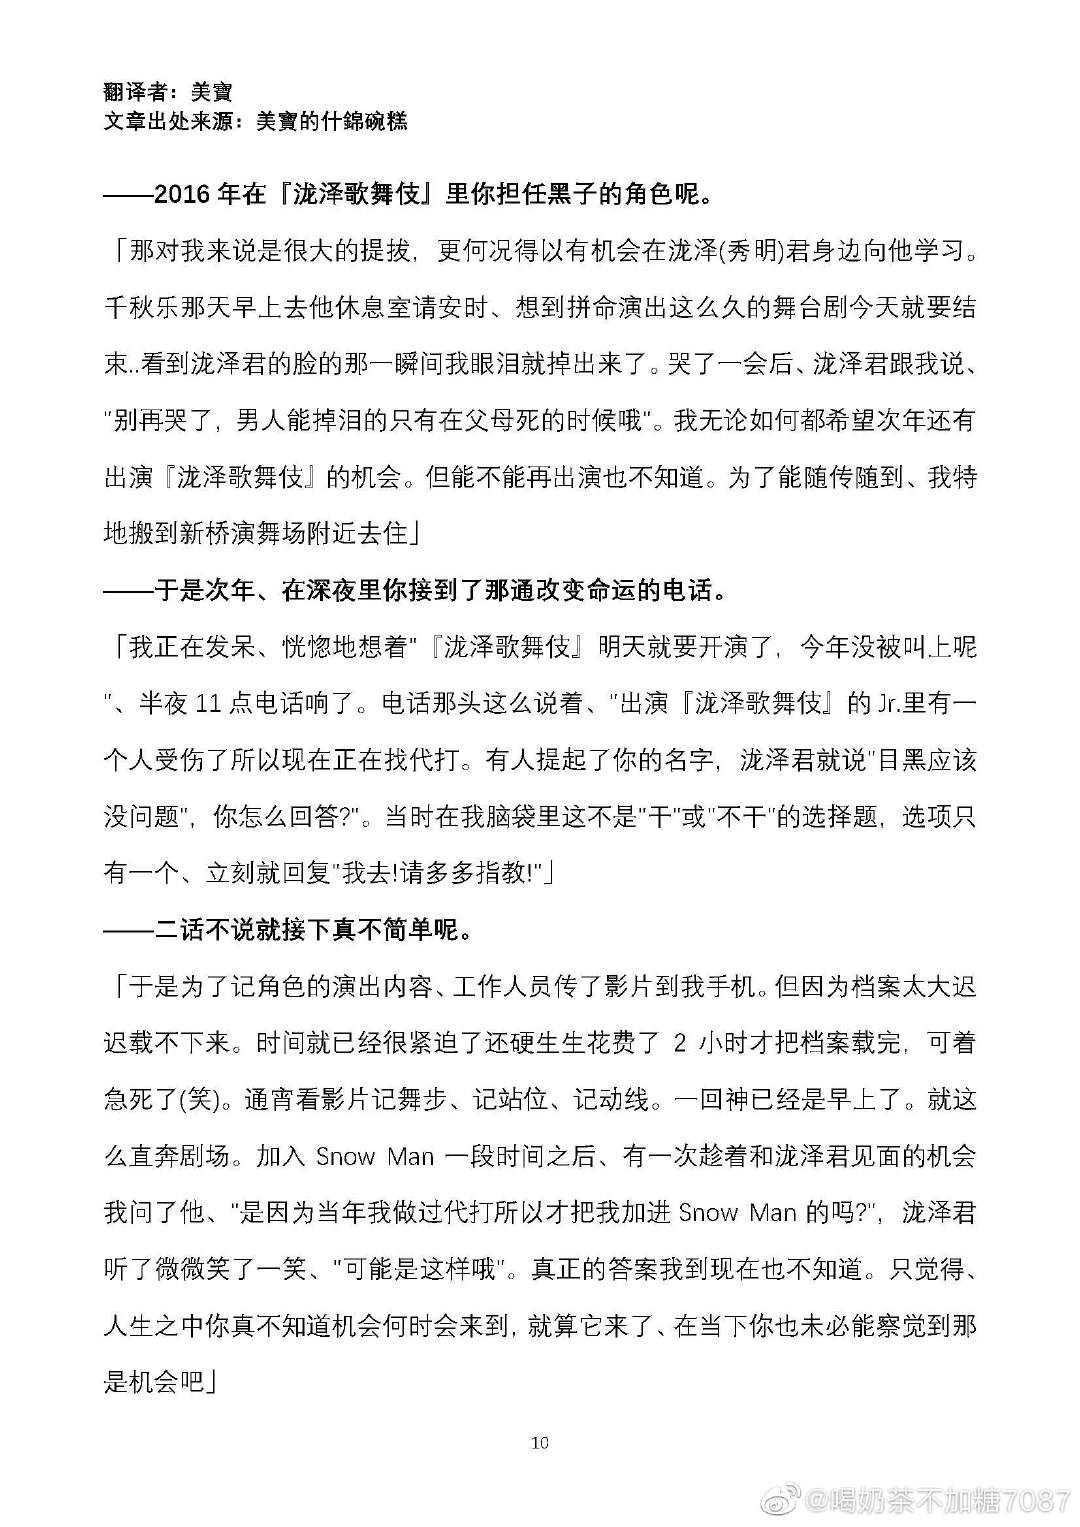 翻译者：美寶
文章出处来源：美寶的什錦碗糕
——2016 年在『泷泽歌舞伎』里你担任黑子的角色呢。
「那对我来说是很大的提拔，更何况得以有机会在泷泽(秀明)君身边向他学习。
千秋乐那天早上去他休息室请安时、想到拼命演出这么久的舞台剧今天就要结
束..看到泷泽君的脸的那一瞬间我眼泪就掉出来了。哭了一会后、泷泽君跟我说、
"别再哭了，男人能掉泪的只有在父母死的时候哦"。我无论如何都希望次年还有
出演『泷泽歌舞伎』的机会。但能不能再出演也不知道。为了能随传随到、我特
地搬到新桥演舞场附近去住」
——于是次年、在深夜里你接到了那通改变命运的电话。
「我正在发呆、恍惚地想着"『泷泽歌舞伎』明天就要开演了，今年没被叫上呢
"、半夜 11 点电话响了。电话那头这么说着、"出演『泷泽歌舞伎』的 Jr.里有一
个人受伤了所以现在正在找代打。有人提起了你的名字，泷泽君就说"目黑应该
没问题"，你怎么回答?"。当时在我脑袋里这不是"干"或"不干"的选择题，选项只
有一个、立刻就回复"我去!请多多指教!"」
——二话不说就接下真不简单呢。
「于是为了记角色的演出内容、工作人员传了影片到我手机。但因为档案太大迟
迟载不下来。时间就已经很紧迫了还硬生生花费了 2 小时才把档案载完，可着
急死了(笑)。通宵看影片记舞步、记站位、记动线。一回神已经是早上了。就这
么直奔剧场。加入 Snow Man 一段时间之后、有一次趁着和泷泽君见面的机会
我问了他、"是因为当年我做过代打所以才把我加进 Snow Man 的吗?"，泷泽君
听了微微笑了一笑、"可能是这样哦"。真正的答案我到现在也不知道。只觉得、
人生之中你真不知道机会何时会来到，就算它来了、在当下你也未必能察觉到那
是机会吧」
10
@喝奶茶不加糖7087